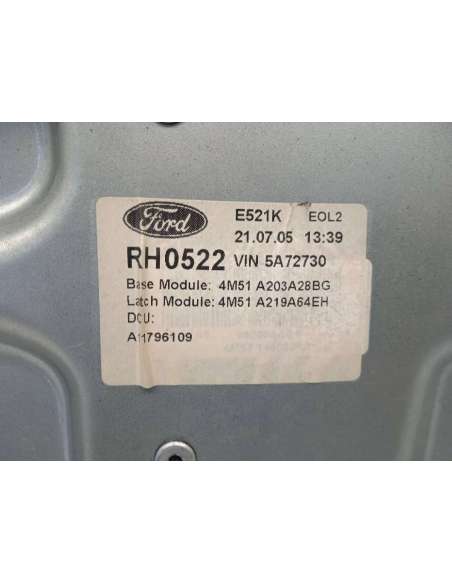 Ford
E521K EOL2
21.07.05 13:39
RH0522 VIN 5A72730
Base Module: 4M51 A203A28BG
Latch Module: 4M51 A219A64EH
DCU:
A11796109